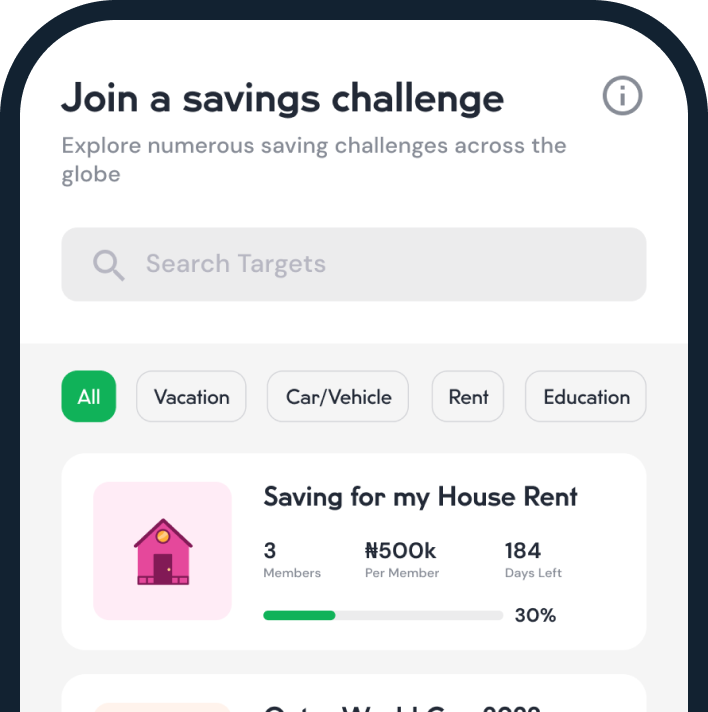 Join a savings challenge
Explore numerous saving challenges across the
globe
Search Targets
All Vacation Car/Vehicle Rent Education
Saving for my House Rent
3 ₦500k 184
Members Per Member Days Left
30%